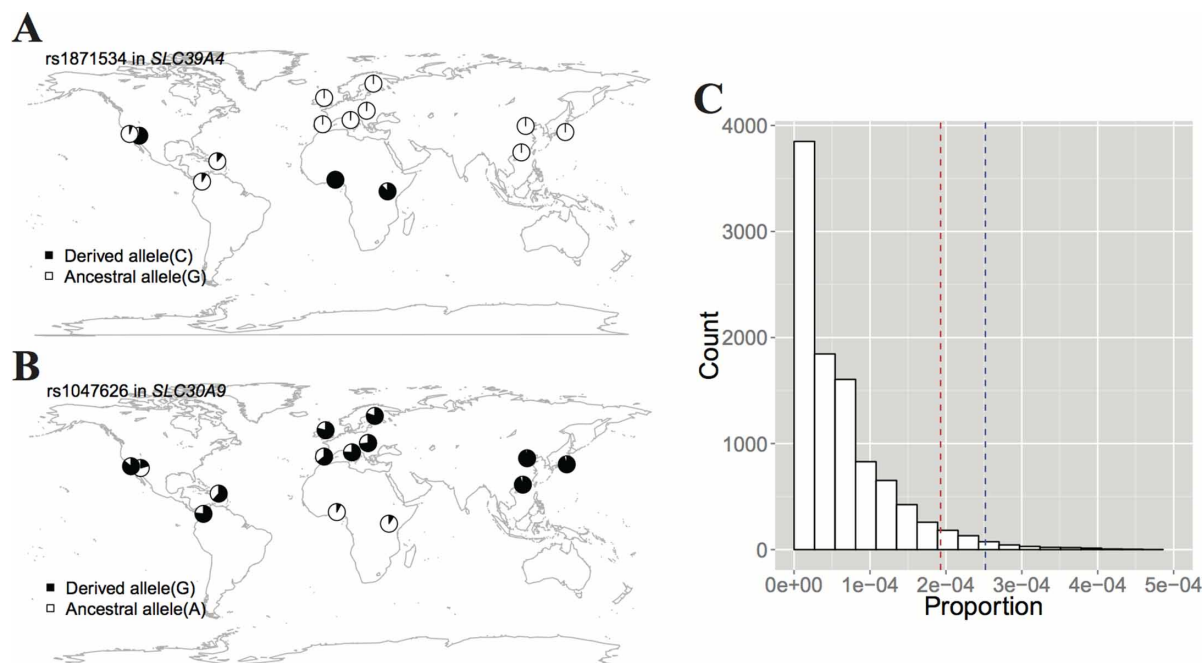 A
rs1871534 in SLC39A4
Derived allele(C)
Ancestral allele(G)
B
rs1047626 in SLC30A9
Derived allele(G)
Ancestral allele(A)
C
4000
3000
2000
1000
0
Count
0e+00 1e-04 2e-04 3e-04 4e-04 5e-04
Proportion